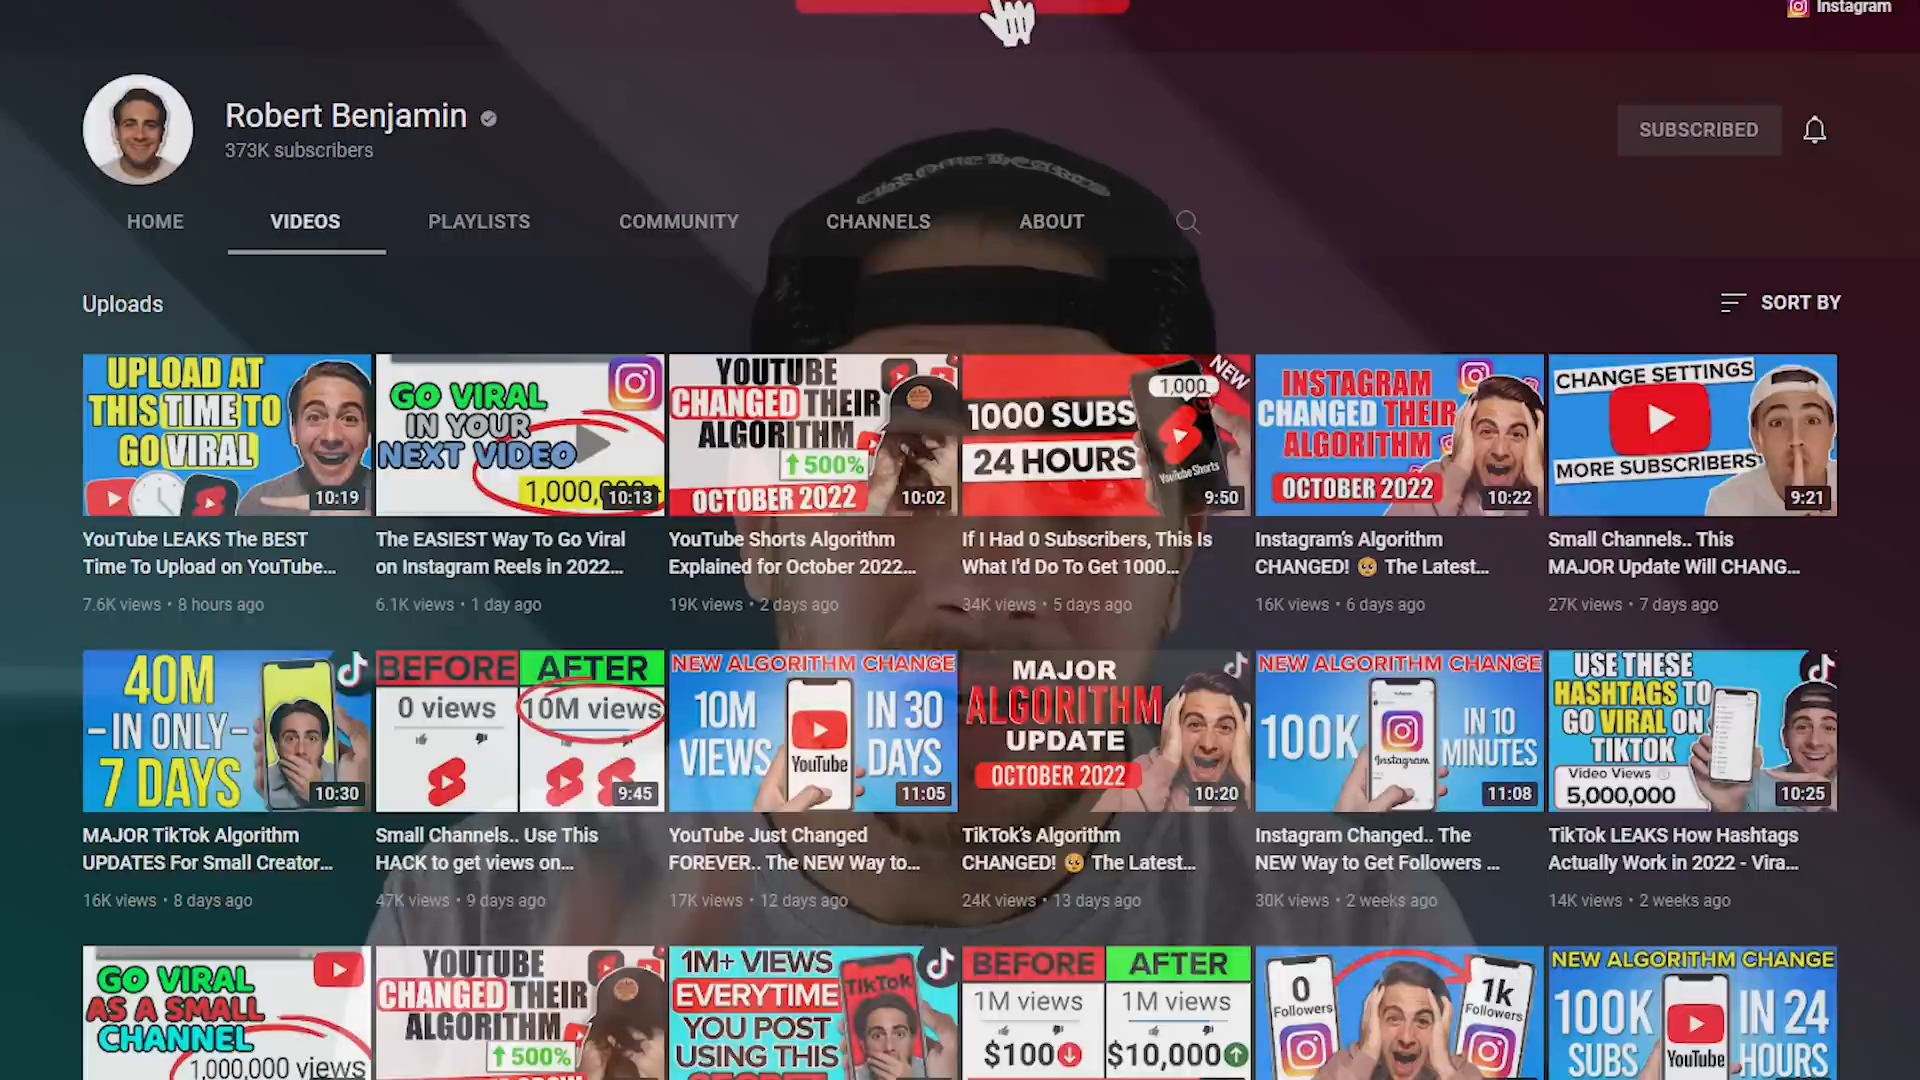 Instagram
CHROME HEARTS
Robert Benjamin
373K subscribers
SUBSCRIBED
HOME
VIDEOS
PLAYLISTS
COMMUNITY
CHANNELS
ABOUT
Uploads
SORT BY
UPLOAD AT
THIS TIME TO
GO VIRAL
10:19
GO VIRAL
IN YOUR
NEXT VIDEO
10:13
YOUTUBE
CHANGED THEIR
ALGORITHM
500%
OCTOBER 2022
10:02
NEW
1,000
1000 SUBS
24 HOURS
YouTube Shorts
9:50
INSTAGRAM
CHANGED THEIR
ALGORITHM
OCTOBER 2022
10:22
CHANGE SETTINGS
MORE SUBSCRIBERS
9:21
YouTube LEAKS The BEST
Time To Upload on YouTube...
7.6K views • 8 hours ago
The EASIEST Way To Go Viral
on Instagram Reels in 2022...
6.1K views • 1 day ago
YouTube Shorts Algorithm
Explained for October 2022...
19K views • 2 days ago
If I Had 0 Subscribers, This Is
What I'd Do To Get 1000...
34K views • 5 days ago
Instagram's Algorithm
CHANGED! 🥺 The Latest...
16K views • 6 days ago
Small Channels.. This
MAJOR Update Will CHANG...
27K views • 7 days ago
40M
-IN ONLY-
7 DAYS
10:30
BEFORE
AFTER
0 views
10M views
9:45
NEW ALGORITHM CHANGE
10M
VIEWS
YouTube
IN 30
DAYS
11:05
MAJOR
ALGORITHM
UPDATE
OCTOBER 2022
10:20
NEW ALGORITHM CHANGE
100K
Instagram
IN 10
MINUTES
11:08
USE THESE
HASHTAGS TO
GO VIRAL ON
TIKTOK
Video Views
5,000,000
10:25
MAJOR TikTok Algorithm
UPDATES For Small Creator...
16K views • 8 days ago
Small Channels.. Use This
HACK to get views on...
47K views • 9 days ago
YouTube Just Changed
FOREVER.. The NEW Way to...
17K views • 12 days ago
TikTok's Algorithm
CHANGED! 🥺 The Latest...
24K views • 13 days ago
Instagram Changed.. The
NEW Way to Get Followers ...
30K views • 2 weeks ago
TikTok LEAKS How Hashtags
Actually Work in 2022 - Vira...
14K views • 2 weeks ago
GO VIRAL
AS A SMALL
CHANNEL
1,000,000 views
YOUTUBE
CHANGED THEIR
ALGORITHM
500%
1M+ VIEWS
EVERYTIME
YOU POST
USING THIS
SECRET
TikTok
BEFORE
AFTER
1M views
1M views
$100
$10,000
0
Followers
1k
Followers
NEW ALGORITHM CHANGE
100K
SUBS
YouTube
IN 24
HOURS